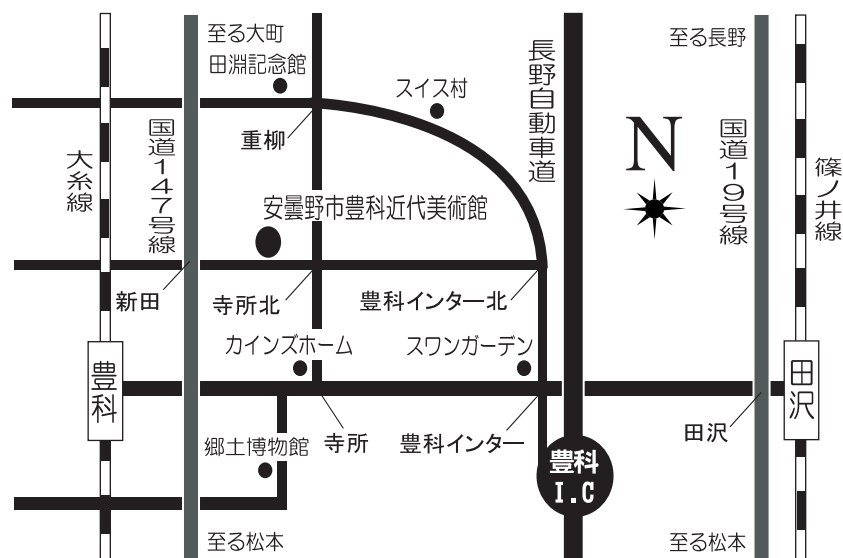 至る大町
田淵記念館
スイス村
長野自動車道
至る長野
重柳
N
大糸線
国道147号線
国道19号線
篠ノ井線
安曇野市豊科近代美術館
新田
寺所北
豊科インター北
カインズホーム
スワンガーデン
豊科
田沢
郷土博物館
寺所
豊科インター
田沢
豊科
I.C
至る松本
至る松本